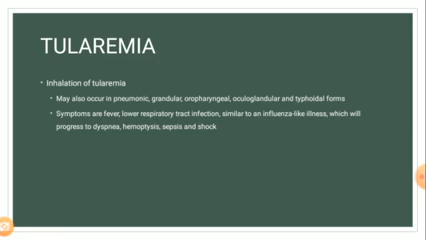 TULAREMIA
• Inhalation of tularemia
• May also occur in pneumonic, grandular, oropharyngeal, oculoglandular and typhoidal forms
• Symptoms are fever, lower respiratory tract infection, similar to an influenza-like illness, which will
progress to dyspnea, hemoptysis, sepsis and shock